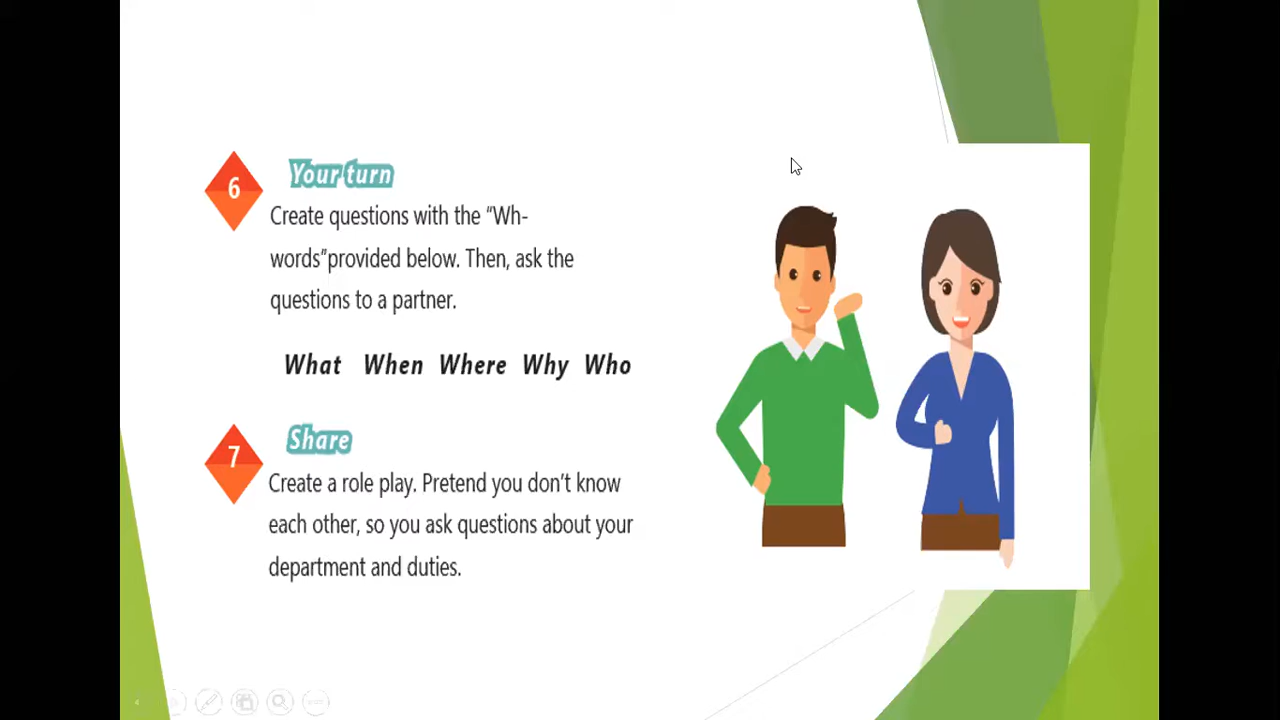 6
Your turn
Create questions with the “Wh-
words”provided below. Then, ask the
questions to a partner.
What When Where Why Who
7
Share
Create a role play. Pretend you don’t know
each other, so you ask questions about your
department and duties.
4